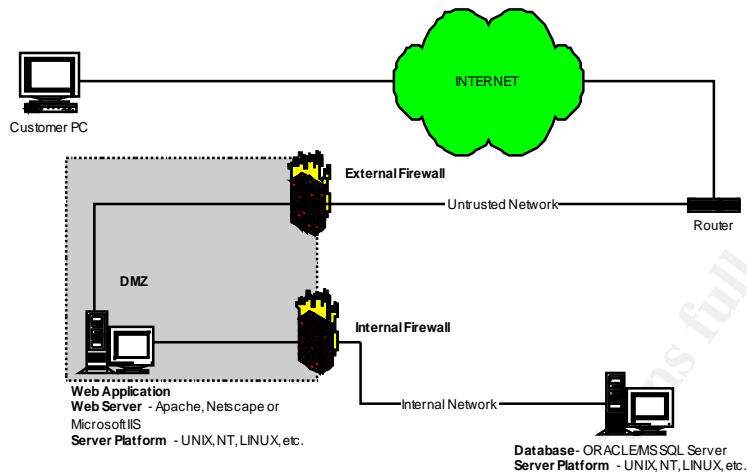 INTERNET
Customer PC
External Firewall
Untrusted Network
Router
DMZ
Internal Firewall
Web Application
Web Server - Apache, Netscape or
Microsoft IIS
Server Platform - UNIX, NT, LINUX, etc.
Internal Network
Database- ORACLE/MS SQL Server
Server Platform - UNIX, NT, LINUX, etc.
ns full